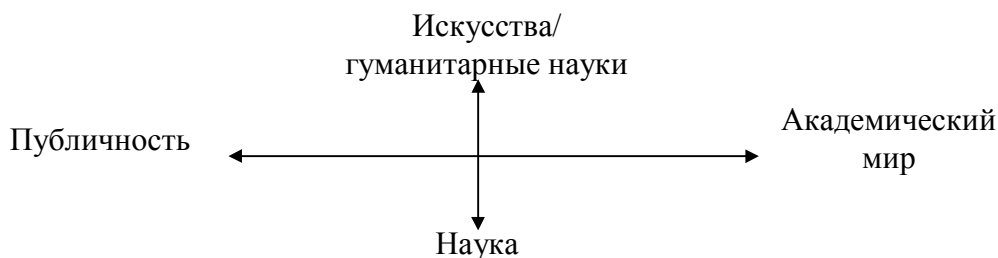 Искусства/
гуманитарные науки
Публичность
Академический
мир
Наука